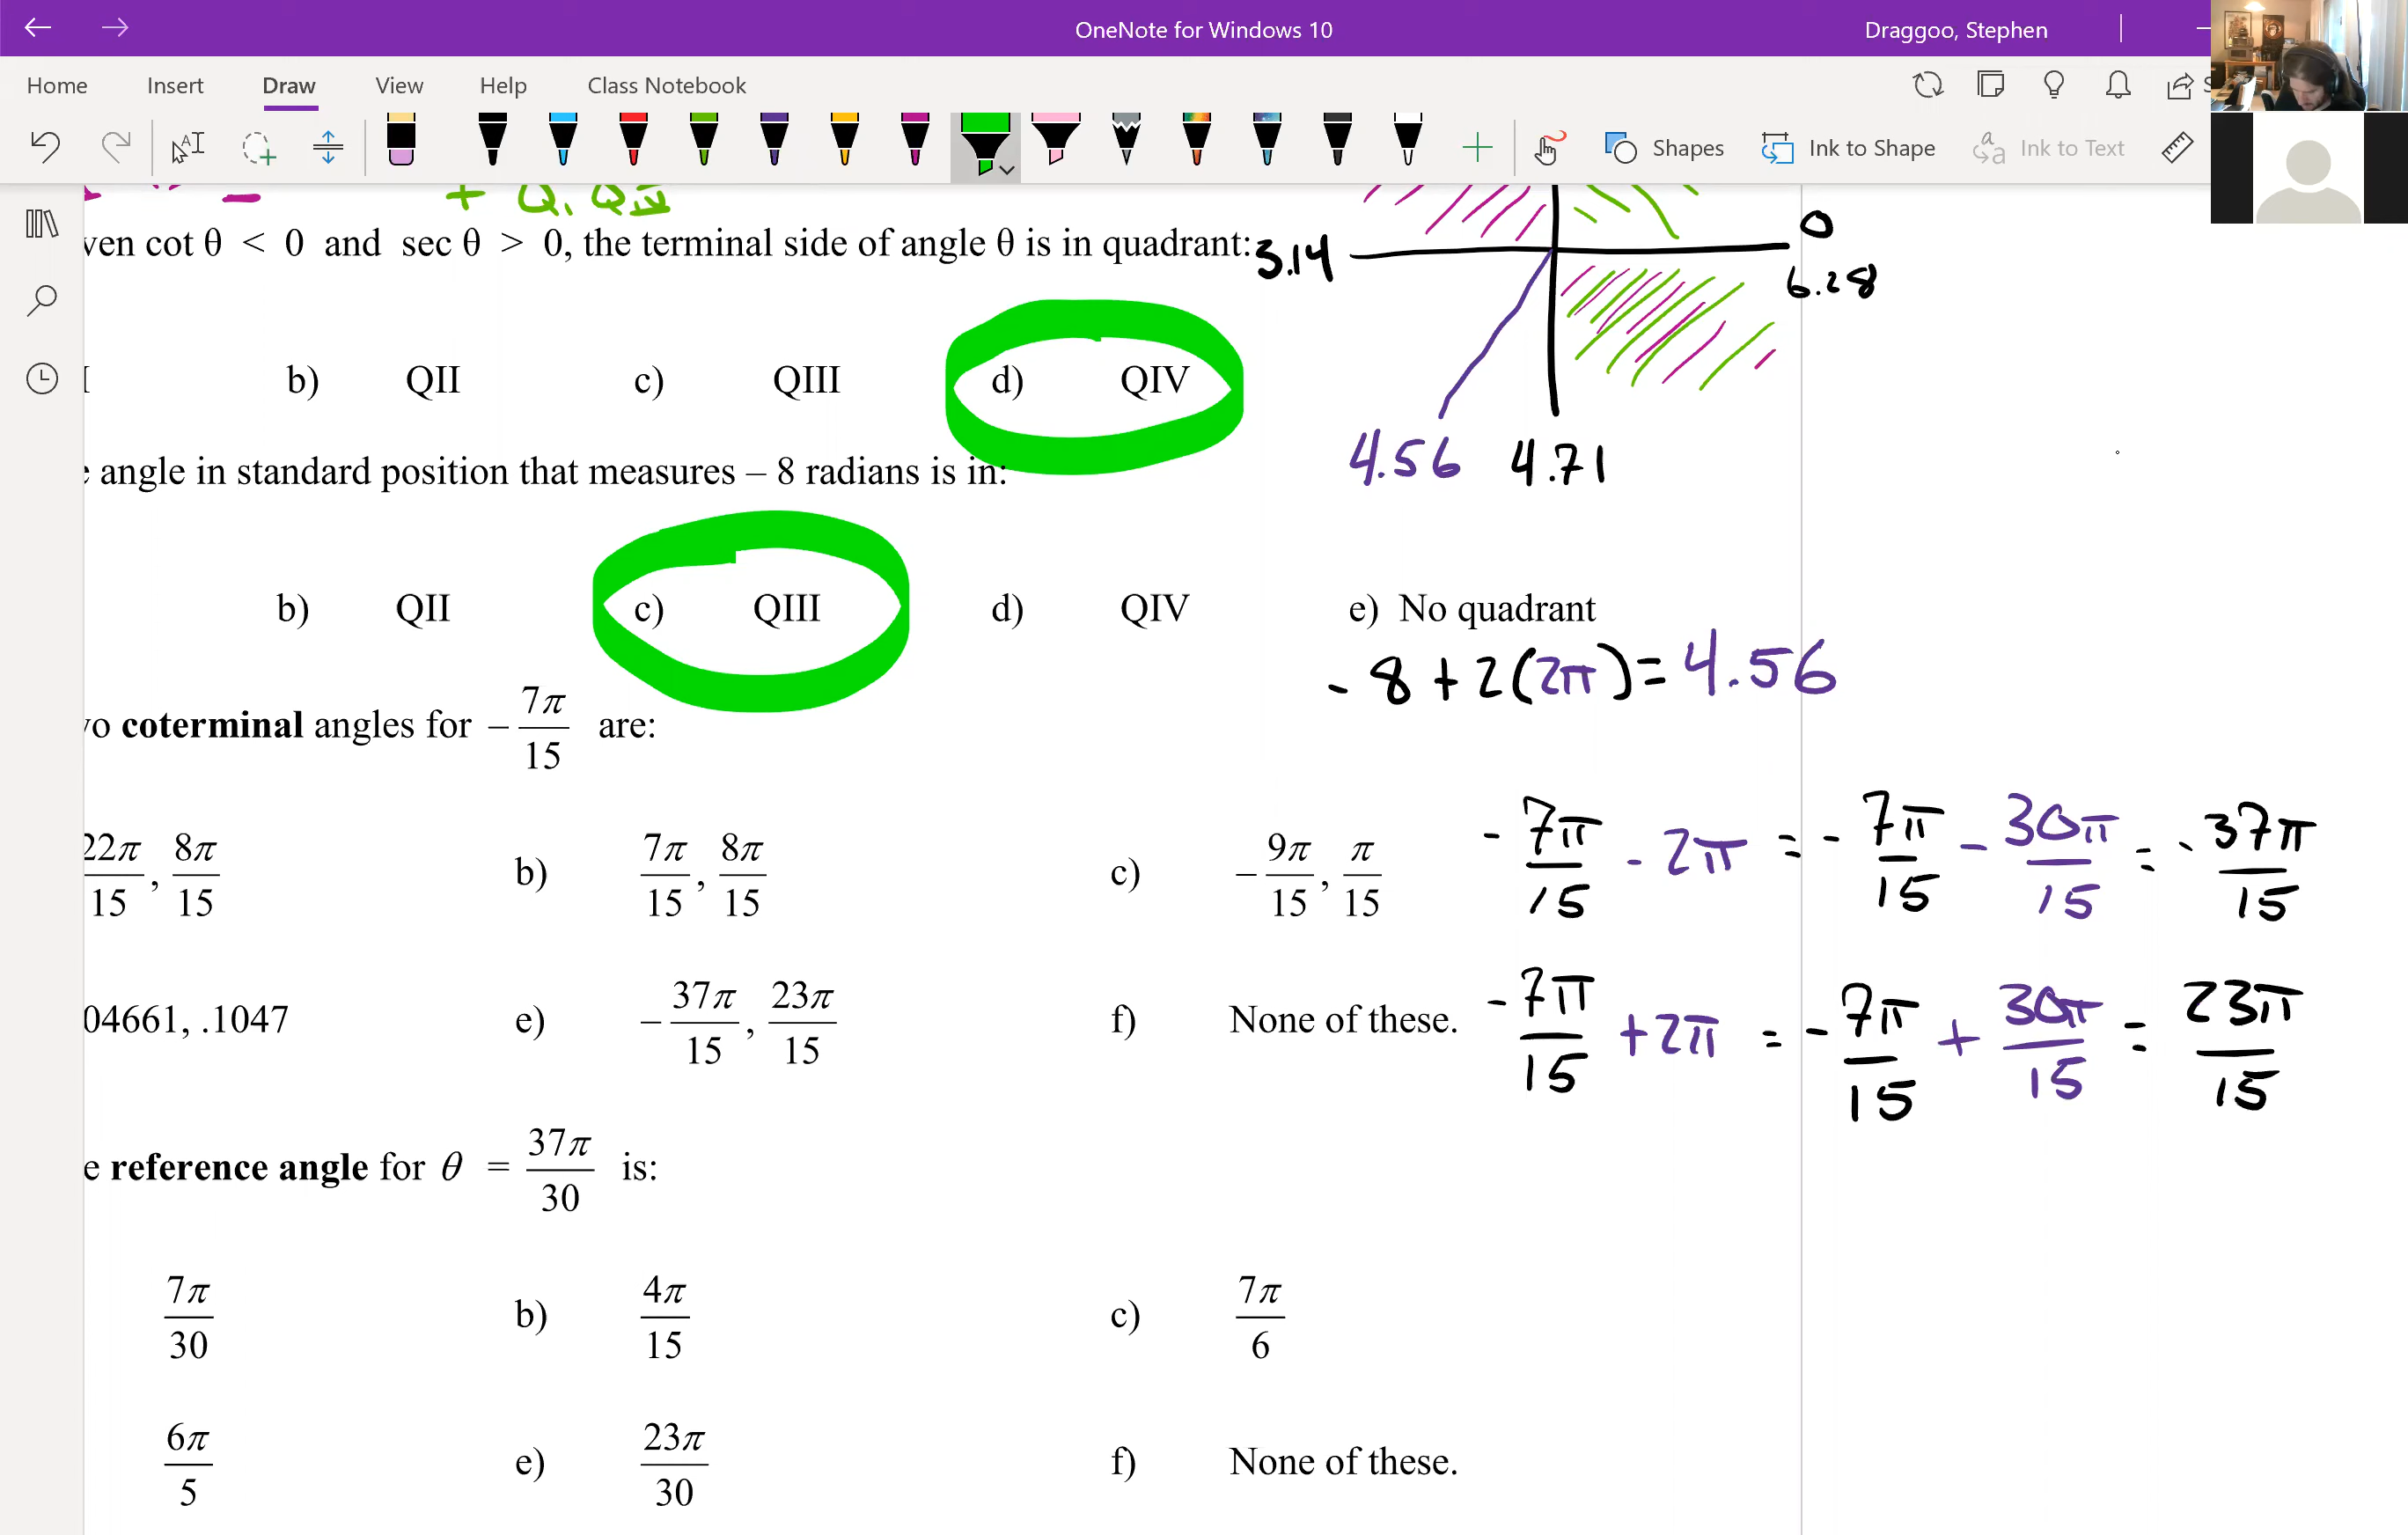 OneNote for Windows 10
Draggoo, Stephen
Home Insert Draw View Help Class Notebook
Shapes Ink to Shape Ink to Text
+ Q, QIV
ven cot θ < 0 and sec θ > 0, the terminal side of angle θ is in quadrant:
3.14
0
6.28
I b) QII c) QIII d) QIV
4.56 4.71
e angle in standard position that measures – 8 radians is in:
b) QII c) QIII d) QIV e) No quadrant
- 8 + 2(2π) = 4.56
vo coterminal angles for − 7π/15 are:
22π/15, 8π/15 b) 7π/15, 8π/15 c) − 9π/15, π/15
- 7π/15 - 2π = - 7π/15 - 30π/15 = - 37π/15
04661, .1047 e) − 37π/15, 23π/15 f) None of these.
- 7π/15 + 2π = - 7π/15 + 30π/15 = 23π/15
e reference angle for θ = 37π/30 is:
7π/30 b) 4π/15 c) 7π/6
6π/5 e) 23π/30 f) None of these.